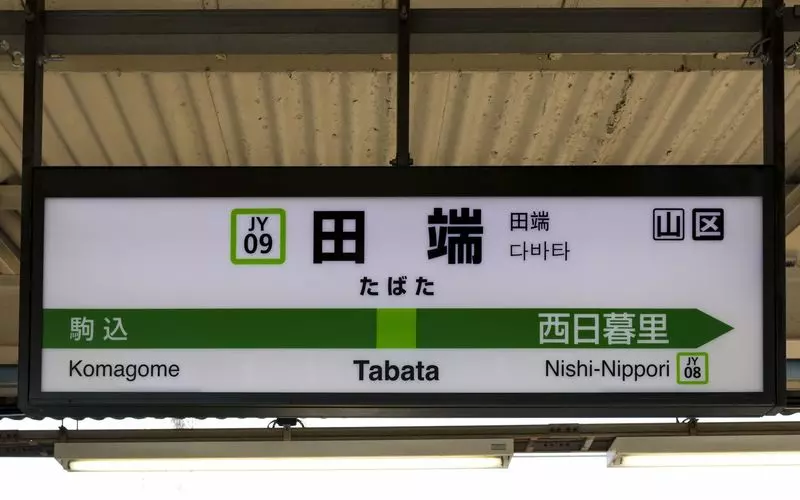 JY 09 田端 田端 山 区
다바타
たばた
駒込 西日暮里
Komagome Tabata Nishi-Nippori JY 08